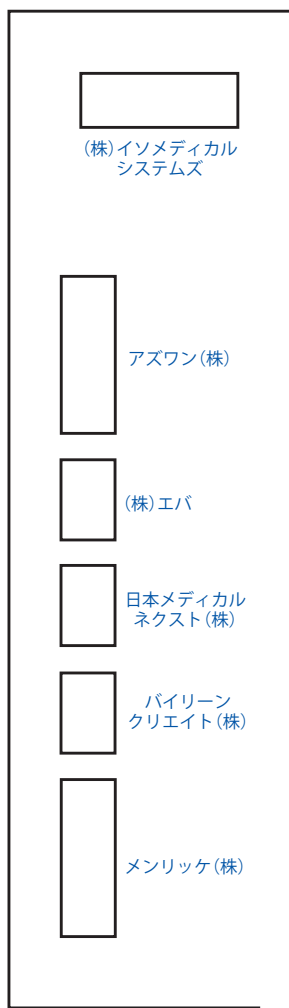 (株)イソメディカル
システムズ
アズワン(株)
(株)エバ
日本メディカル
ネクスト(株)
バイリーン
クリエイト(株)
メンリッケ(株)